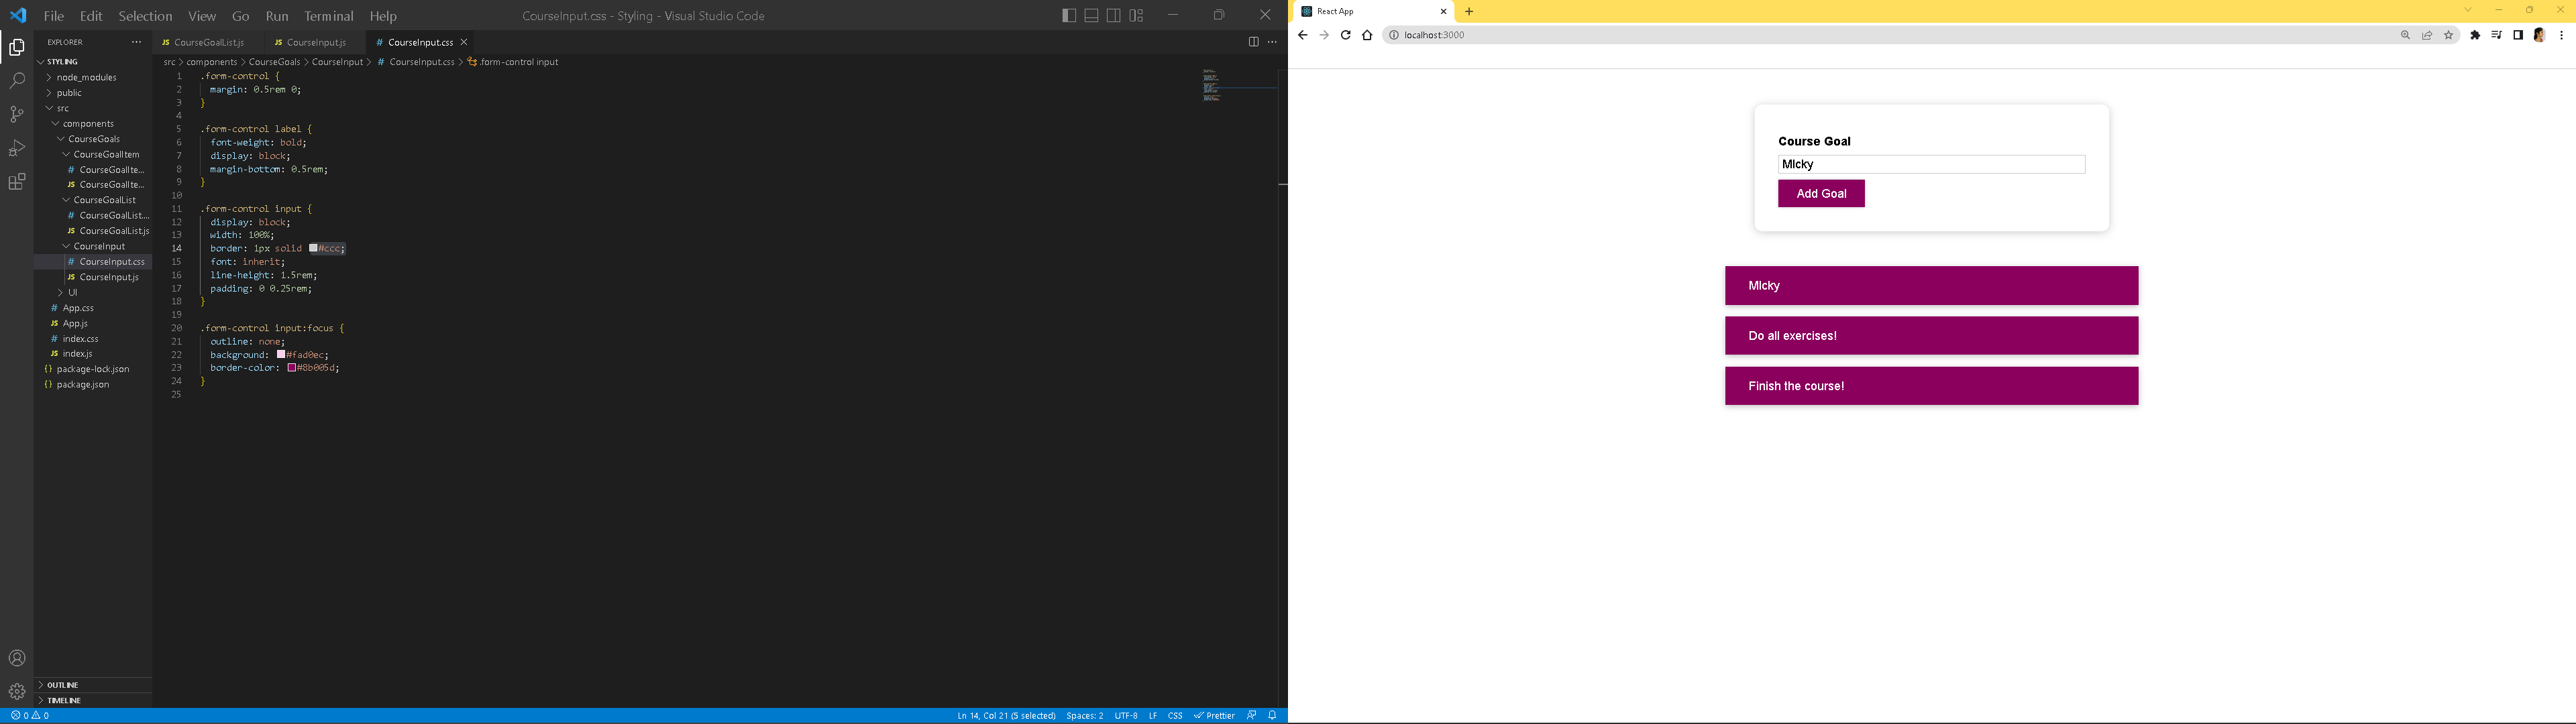 File Edit Selection View Go Run Terminal Help
CourseInput.css - Styling - Visual Studio Code
EXPLORER
STYLING
node_modules
public
src
components
CourseGoals
CourseGoalItem
# CourseGoalIte...
JS CourseGoalIte...
CourseGoalList
# CourseGoalList....
JS CourseGoalList.js
CourseInput
# CourseInput.css
JS CourseInput.js
UI
# App.css
JS App.js
# index.css
JS index.js
{} package-lock.json
{} package.json
OUTLINE
TIMELINE
JS CourseGoalList.js JS CourseInput.js # CourseInput.css
src > components > CourseGoals > CourseInput > # CourseInput.css > .form-control input
1 .form-control {
2 margin: 0.5rem 0;
3 }
4
5 .form-control label {
6 font-weight: bold;
7 display: block;
8 margin-bottom: 0.5rem;
9 }
10
11 .form-control input {
12 display: block;
13 width: 100%;
14 border: 1px solid #ccc;
15 font: inherit;
16 line-height: 1.5rem;
17 padding: 0 0.25rem;
18 }
19
20 .form-control input:focus {
21 outline: none;
22 background: #fad0ec;
23 border-color: #8b005d;
24 }
25
0 0
Ln 14, Col 21 (5 selected) Spaces: 2 UTF-8 LF CSS Prettier
React App
localhost:3000
Course Goal
MIcky
Add Goal
MIcky
Do all exercises!
Finish the course!